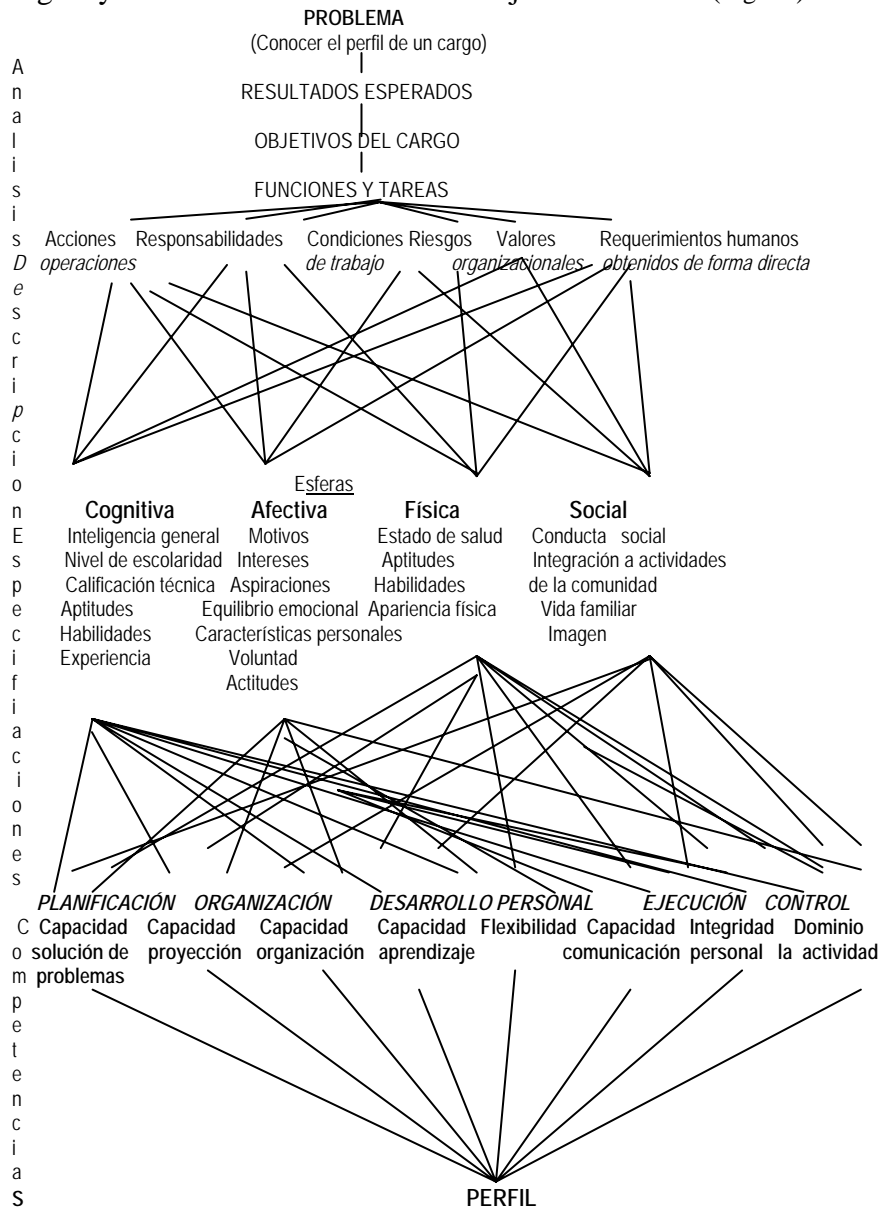 PROBLEMA
(Conocer el perfil de un cargo)
RESULTADOS ESPERADOS
OBJETIVOS DEL CARGO
FUNCIONES Y TAREAS
Acciones Responsabilidades Condiciones Riesgos Valores Requerimientos humanos
operaciones de trabajo organizacionales obtenidos de forma directa
Esferas
Cognitiva Afectiva Física Social
Inteligencia general Motivos Estado de salud Conducta social
Nivel de escolaridad Intereses Aptitudes Integración a actividades
Calificación técnica Aspiraciones Habilidades de la comunidad
Aptitudes Equilibrio emocional Apariencia física Vida familiar
Habilidades Características personales Imagen
Experiencia Voluntad
Actitudes
PLANIFICACIÓN ORGANIZACIÓN DESARROLLO PERSONAL EJECUCIÓN CONTROL
Capacidad Capacidad Capacidad Capacidad Flexibilidad Capacidad Integridad Dominio
solución de proyección organización aprendizaje comunicación personal la actividad
problemas
PERFIL
A
n
a
l
i
s
i
s
D
e
s
c
r
i
p
c
i
o
n
E
s
p
e
c
i
f
i
a
c
i
o
n
e
s
C
o
m
p
e
t
e
n
c
i
a
s